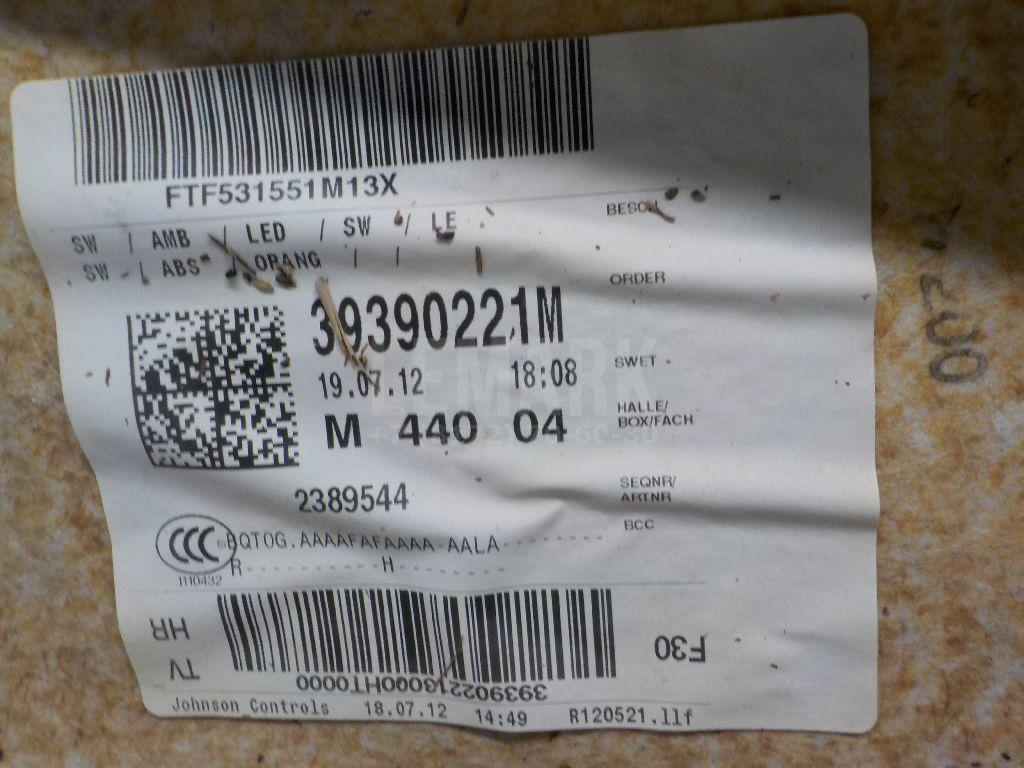 FTF531551M13X
SW / AMB / LED / SW / LE BESCH
SW / ABS / ORANG / / ORDER
39390221M
19.07.12 18:08 SWET
M 440 04 HALLE/
BOX/FACH
2389544 SEQNR/
ARTNR
BCC
CCC
QTOG.AAAAFAFAAAA-AALA--------
R-----------H--------
1110432
HR
TV
F30
Johnson Controls 18.07.12 14:49 R120521.llf
LEMARK